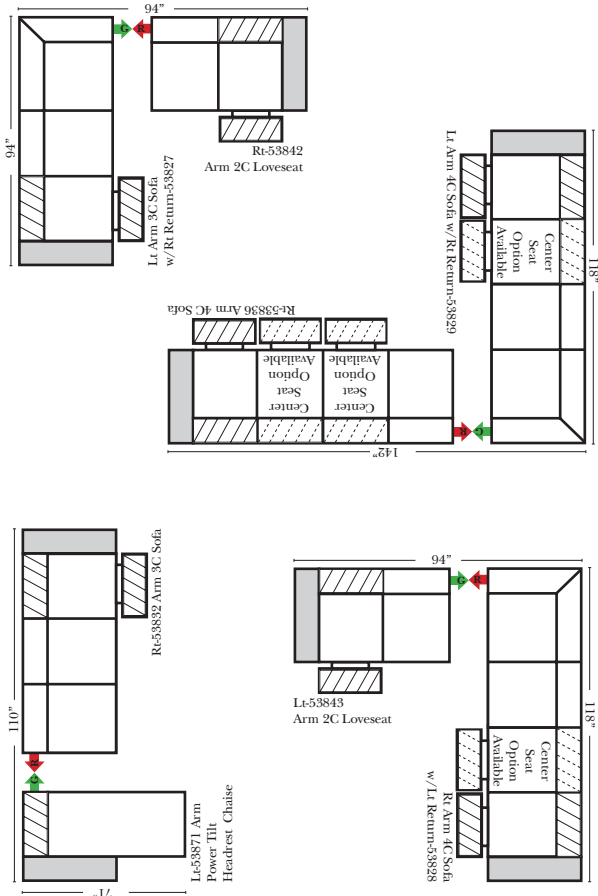 94”
G R
94”
Rt-53842
Arm 2C Loveseat
Lt Arm 3C Sofa
w/Rt Return-53827
Lt Arm 4C Sofa w/Rt Return-53829
Center
Seat
Option
Available
118”
Rt-53836 Arm 4C Sofa
Center
Seat
Option
Available
Center
Seat
Option
Available
R G
142”
110”
Rt-53832 Arm 3C Sofa
R
G
Lt-53871 Arm
Power Tilt
Headrest Chaise
71”
94”
G R
Lt-53843
Arm 2C Loveseat
Center
Seat
Option
Available
118”
Rt Arm 4C Sofa
w/Lt Return-53828